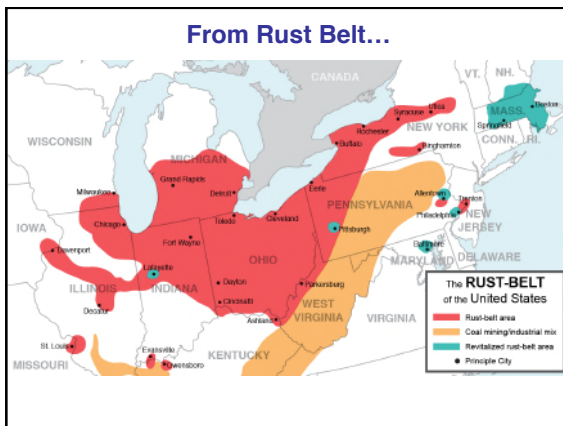 From Rust Belt…
CANADA
VT.
NH.
MASS.
Boston
Springfield
CONN.
RI.
Utica
Syracuse
Rochester
NEW YORK
Buffalo
Binghamton
WISCONSIN
MICHIGAN
Grand Rapids
Milwaukee
Detroit
Eerie
Allentown
Trenton
PENNSYLVANIA
NEW
JERSEY
Philadelphia
Pittsburgh
IOWA
Chicago
Toledo
Cleveland
Fort Wayne
Davenport
Baltimore
MARYLAND
DELAWARE
Lafayette
OHIO
ILLINOIS
INDIANA
Dayton
Parkersburg
Decatur
Cincinatti
WEST
VIRGINIA
VIRGINIA
Ashland
St. Louis
Evansville
Owensboro
KENTUCKY
MISSOURI
The RUST-BELT
of the United States
Rust-belt area
Coal mining/industrial mix
Revitalized rust-belt area
Principle City